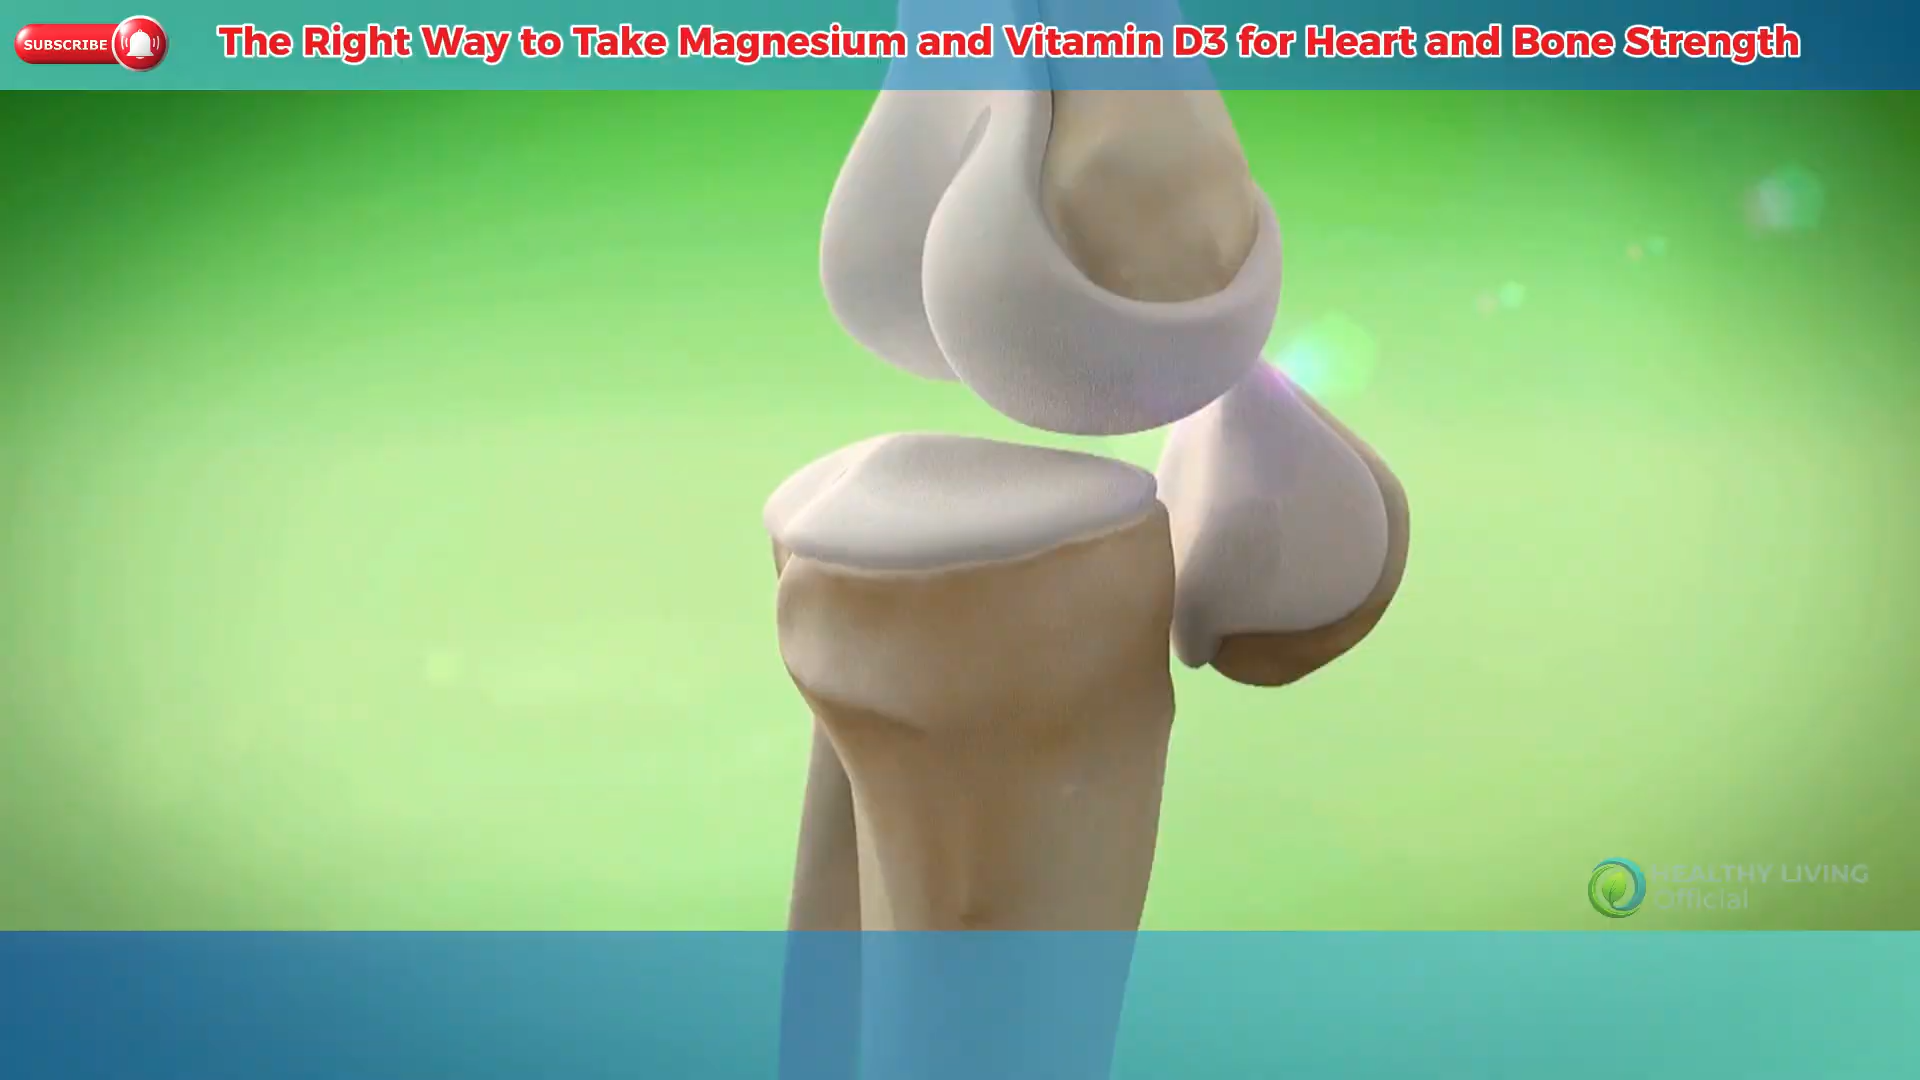 SUBSCRIBE
The Right Way to Take Magnesium and Vitamin D3 for Heart and Bone Strength
HEALTHY LIVING
Official